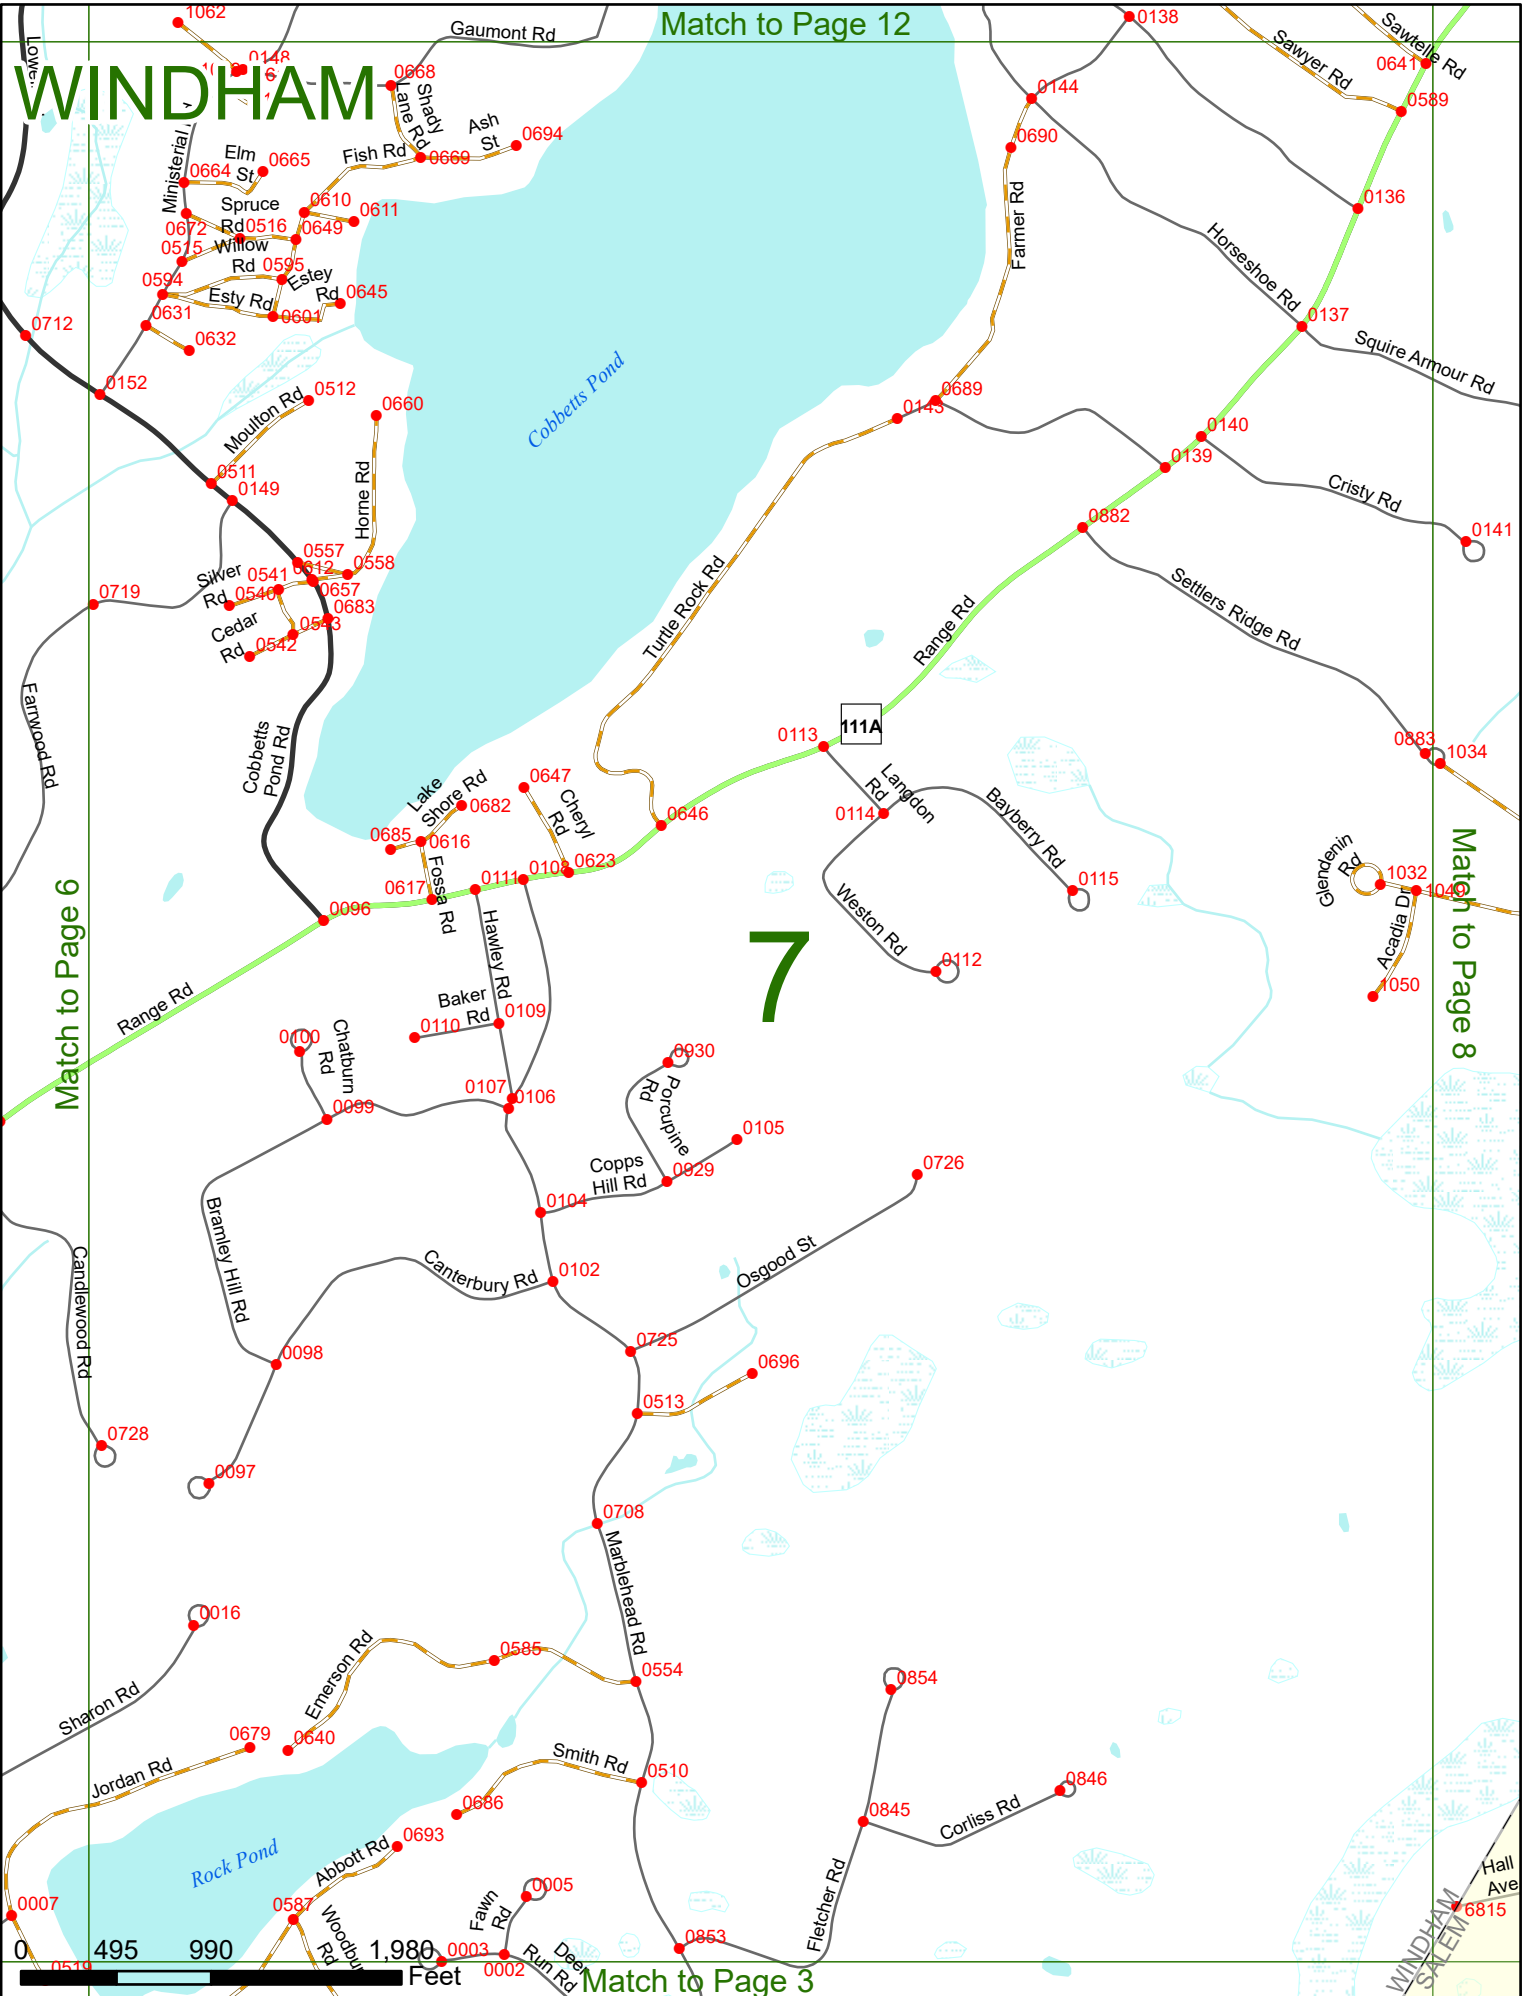 Match to Page 12
WINDHAM
1062
0148
Gaumont Rd
0668
Shady
Lane Rd
Ash
St
0694
0669
Fish Rd
Elm
St
0665
0664
Spruce
Rd
0672
0516
0610
0611
0649
0515
Willow
Rd
0595
Estey
Rd
0645
0594
Esty Rd
0601
0631
0632
0712
0152
Moulton Rd
0512
0660
Horne Rd
0511
0149
0557
0612
0558
0657
Silver
Rd
0541
0540
0683
Cedar
Rd
0543
0542
0719
Farrwood Rd
Cobbetts
Pond Rd
Cobbetts Pond
0138
0144
0690
Farmer Rd
Sawyer Rd
Sawtelle Rd
0641
0589
0136
Horseshoe Rd
0137
Squire Armour Rd
0689
0143
0140
0139
Cristy Rd
0141
0882
Settlers Ridge Rd
Range Rd
Turtle Rock Rd
111A
0113
Langdon
Rd
0114
Bayberry Rd
0115
Weston Rd
0112
0883
1034
Glendenin
Rd
1032
1049
Acadia Dr
1050
Match to Page 8
Lake
Shore Rd
0682
0647
Cheryl
Rd
0646
0685
0616
Fossa Rd
0617
0111
0108
0623
0096
Match to Page 6
Range Rd
Hawley Rd
Baker
Rd
0109
0110
7
0100
Chatburn
Rd
0107
0106
0099
0930
Porcupine
Rd
0105
Copps
Hill Rd
0929
0104
0726
Bramley Hill Rd
Canterbury Rd
0102
Osgood St
Candlewood Rd
0725
0098
0696
0513
0728
0097
0708
Marblehead Rd
0016
Sharon Rd
Emerson Rd
0585
0554
0854
0679
0640
Jordan Rd
Smith Rd
0510
0686
0846
0845
Corliss Rd
0693
Abbott Rd
Rock Pond
Fletcher Rd
0007
0587
Fawn
Rd
0005
Hall
Ave
6815
WINDHAM
SALEM
0003
0002
Deer
Run Rd
0853
0519
0 495 990 1,980
Feet
Match to Page 3